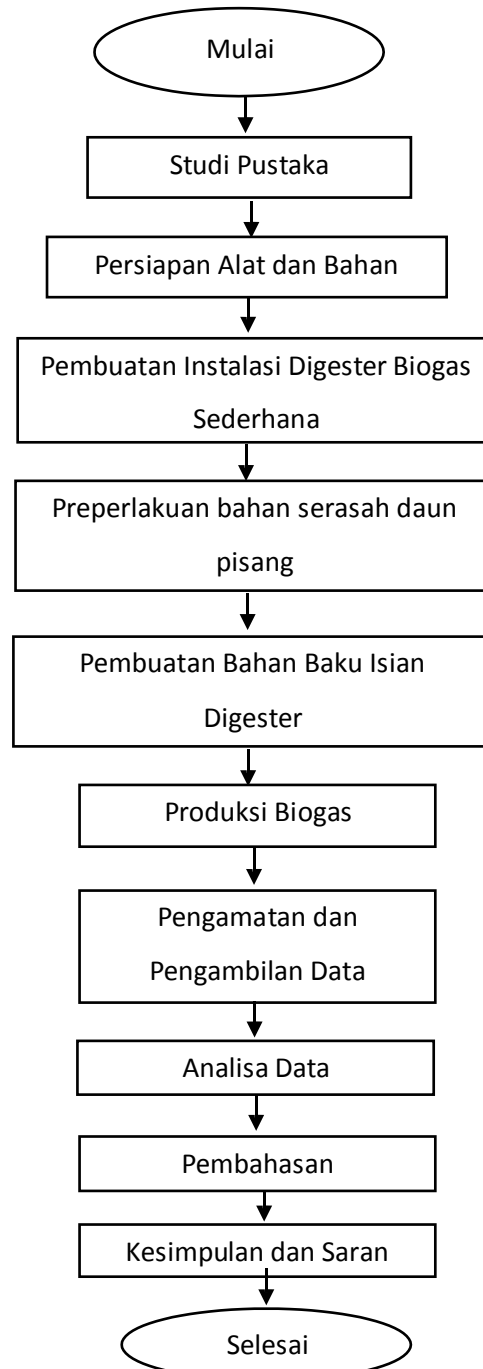 Mulai
Studi Pustaka
Persiapan Alat dan Bahan
Pembuatan Instalasi Digester Biogas
Sederhana
Preperlakuan bahan serasah daun
pisang
Pembuatan Bahan Baku Isian
Digester
Produksi Biogas
Pengamatan dan
Pengambilan Data
Analisa Data
Pembahasan
Kesimpulan dan Saran
Selesai